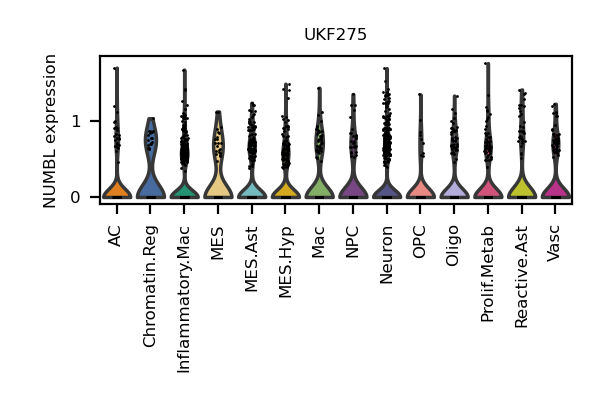 UKF275
NUMBL expression
1
0
AC
Chromatin.Reg
Inflammatory.Mac
MES
MES.Ast
MES.Hyp
Mac
NPC
Neuron
OPC
Oligo
Prolif.Metab
Reactive.Ast
Vasc